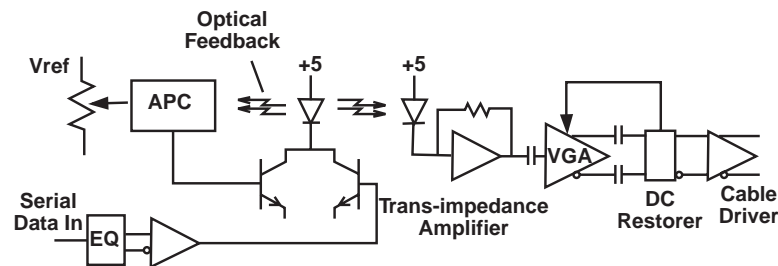 Optical
Feedback
Vref
+5
+5
APC
VGA
Serial
Data In
EQ
Trans-impedance
Amplifier
DC
Restorer
Cable
Driver